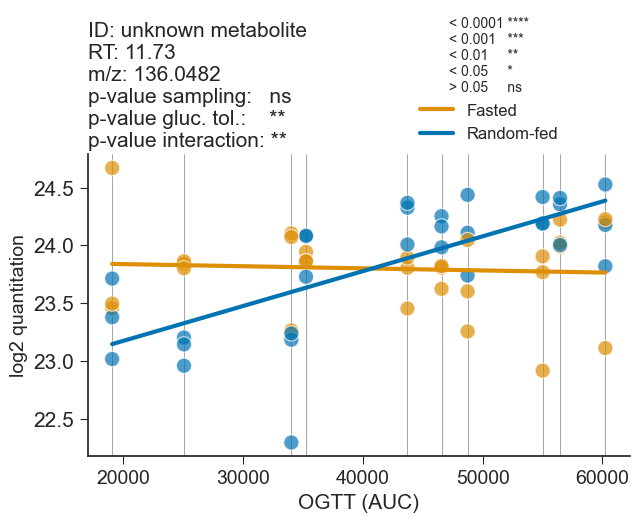 ID: unknown metabolite
RT: 11.73
m/z: 136.0482
p-value sampling: ns
p-value gluc. tol.: **
p-value interaction: **
< 0.0001 ****
< 0.001 ***
< 0.01 **
< 0.05 *
> 0.05 ns
Fasted
Random-fed
log2 quantitation
24.5
24.0
23.5
23.0
22.5
20000 30000 40000 50000 60000
OGTT (AUC)